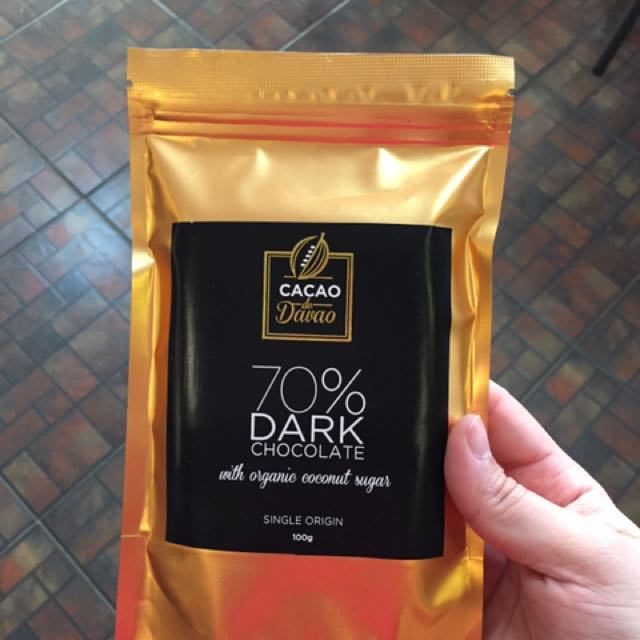 CACAO
de
Davao
70%
DARK
CHOCOLATE
with organic coconut sugar
SINGLE ORIGIN
100g